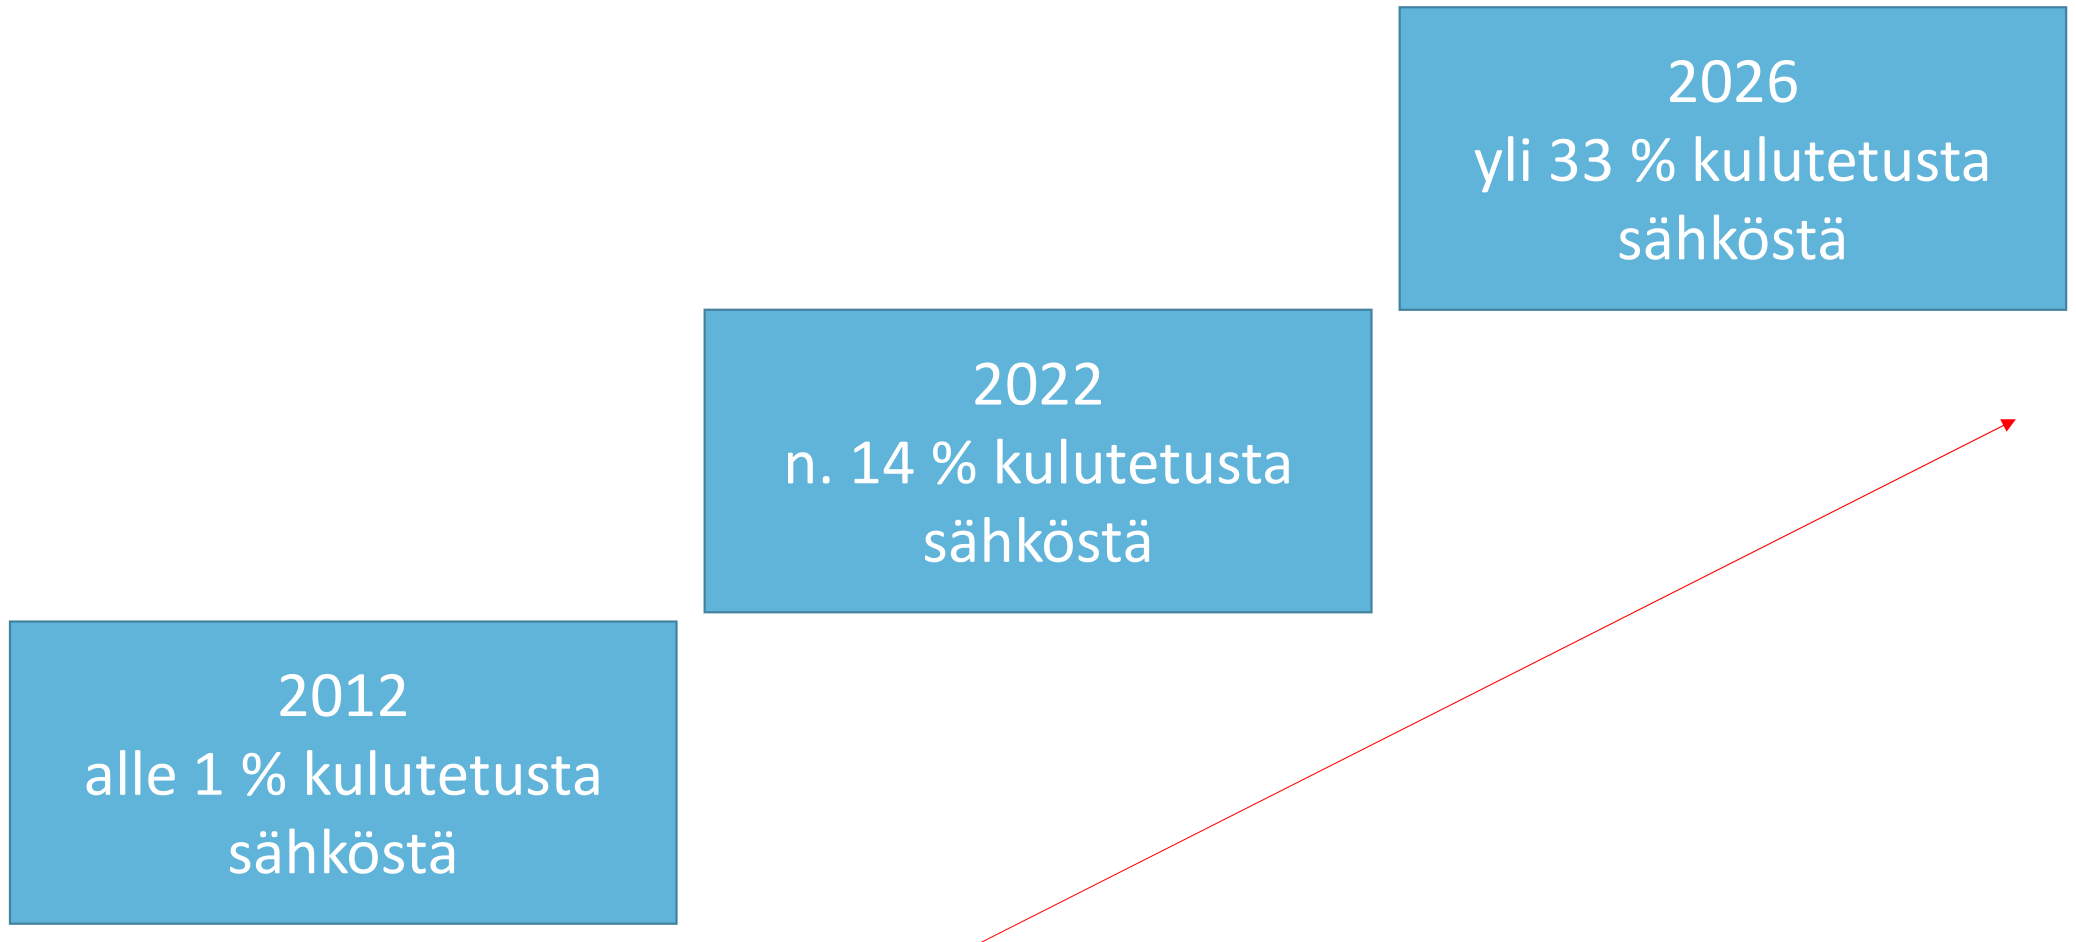 2026
yli 33 % kulutetusta
sähköstä
2022
n. 14 % kulutetusta
sähköstä
2012
alle 1 % kulutetusta
sähköstä